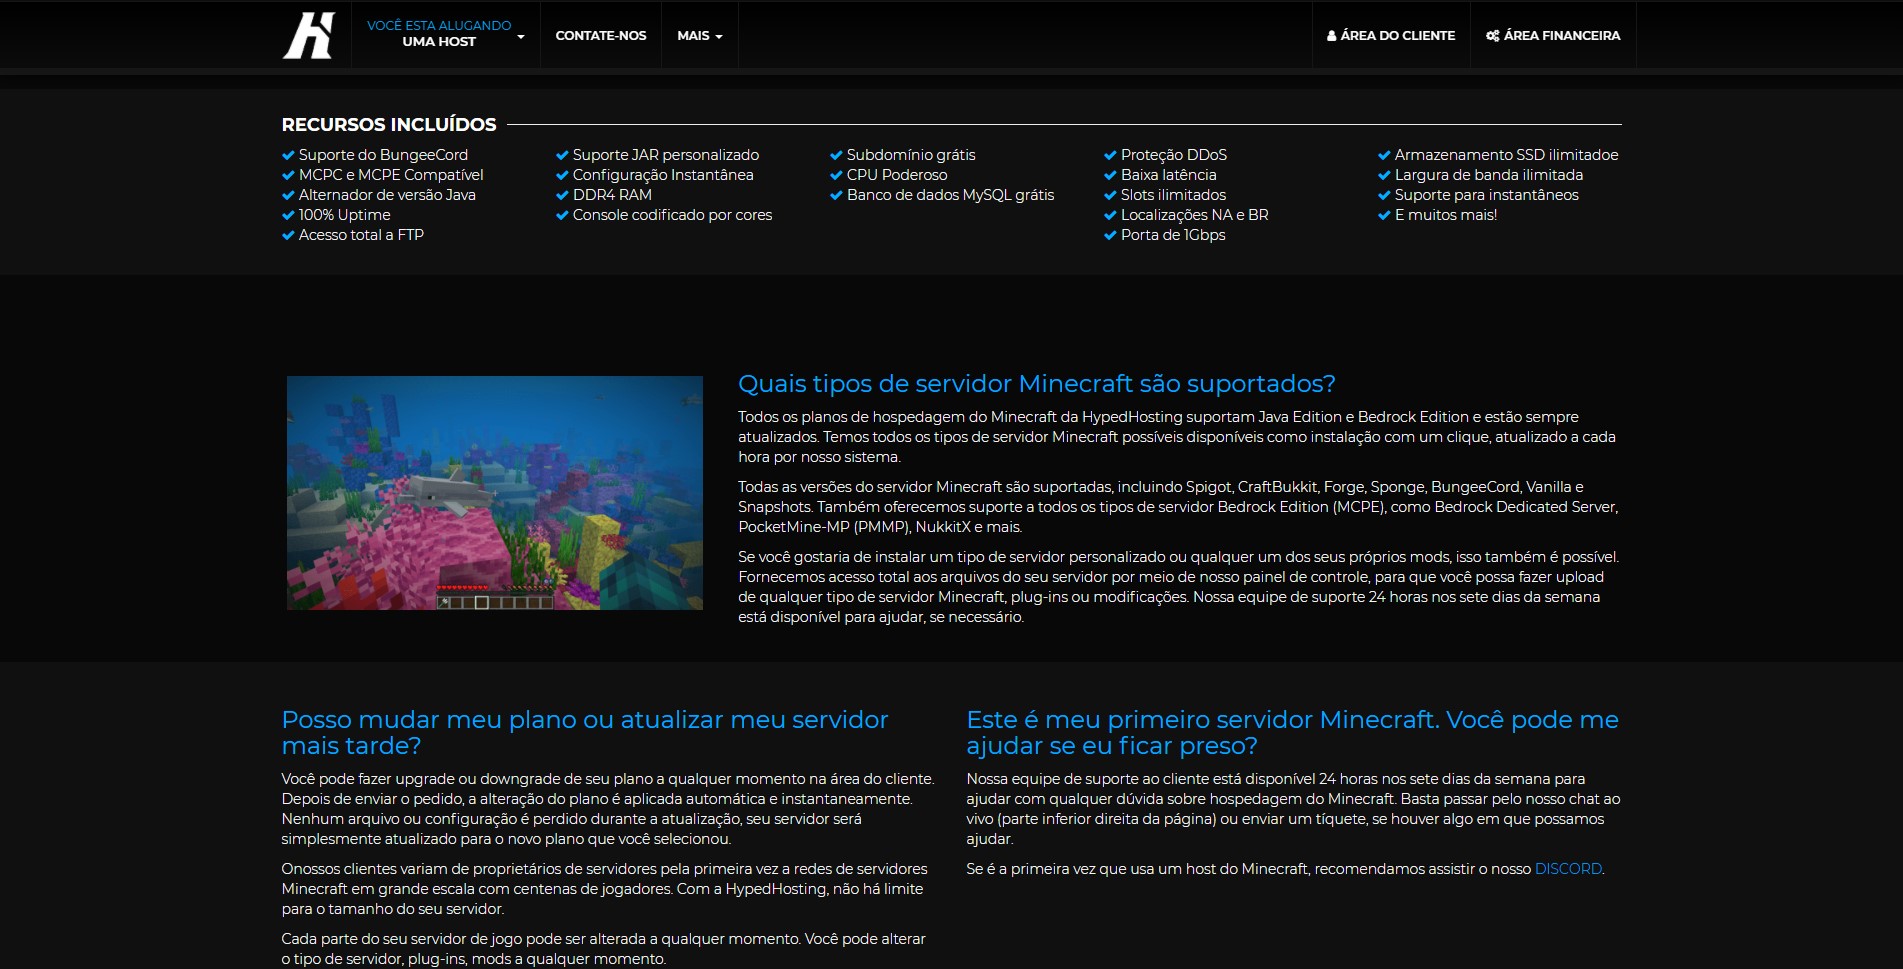 VOCÊ ESTA ALUGANDO
UMA HOST
CONTATE-NOS
MAIS
ÁREA DO CLIENTE
ÁREA FINANCEIRA
RECURSOS INCLUÍDOS
Suporte do BungeeCord
MCPC e MCPE Compatível
Alternador de versão Java
100% Uptime
Acesso total a FTP
Suporte JAR personalizado
Configuração Instantânea
DDR4 RAM
Console codificado por cores
Subdomínio grátis
CPU Poderoso
Banco de dados MySQL grátis
Proteção DDoS
Baixa latência
Slots ilimitados
Localizações NA e BR
Porta de 1Gbps
Armazenamento SSD ilimitadoe
Largura de banda ilimitada
Suporte para instantâneos
E muitos mais!
Quais tipos de servidor Minecraft são suportados?
Todos os planos de hospedagem do Minecraft da HypedHosting suportam Java Edition e Bedrock Edition e estão sempre
atualizados. Temos todos os tipos de servidor Minecraft possíveis disponíveis como instalação com um clique, atualizado a cada
hora por nosso sistema.
Todas as versões do servidor Minecraft são suportadas, incluindo Spigot, CraftBukkit, Forge, Sponge, BungeeCord, Vanilla e
Snapshots. Também oferecemos suporte a todos os tipos de servidor Bedrock Edition (MCPE), como Bedrock Dedicated Server,
PocketMine-MP (PMMP), NukkitX e mais.
Se você gostaria de instalar um tipo de servidor personalizado ou qualquer um dos seus próprios mods, isso também é possível.
Fornecemos acesso total aos arquivos do seu servidor por meio de nosso painel de controle, para que você possa fazer upload
de qualquer tipo de servidor Minecraft, plug-ins ou modificações. Nossa equipe de suporte 24 horas nos sete dias da semana
está disponível para ajudar, se necessário.
Posso mudar meu plano ou atualizar meu servidor
mais tarde?
Você pode fazer upgrade ou downgrade de seu plano a qualquer momento na área do cliente.
Depois de enviar o pedido, a alteração do plano é aplicada automática e instantaneamente.
Nenhum arquivo ou configuração é perdido durante a atualização, seu servidor será
simplesmente atualizado para o novo plano que você selecionou.
Onossos clientes variam de proprietários de servidores pela primeira vez a redes de servidores
Minecraft em grande escala com centenas de jogadores. Com a HypedHosting, não há limite
para o tamanho do seu servidor.
Cada parte do seu servidor de jogo pode ser alterada a qualquer momento. Você pode alterar
o tipo de servidor, plug-ins, mods a qualquer momento.
Este é meu primeiro servidor Minecraft. Você pode me
ajudar se eu ficar preso?
Nossa equipe de suporte ao cliente está disponível 24 horas nos sete dias da semana para
ajudar com qualquer dúvida sobre hospedagem do Minecraft. Basta passar pelo nosso chat ao
vivo (parte inferior direita da página) ou enviar um tíquete, se houver algo em que possamos
ajudar.
Se é a primeira vez que usa um host do Minecraft, recomendamos assistir o nosso DISCORD.